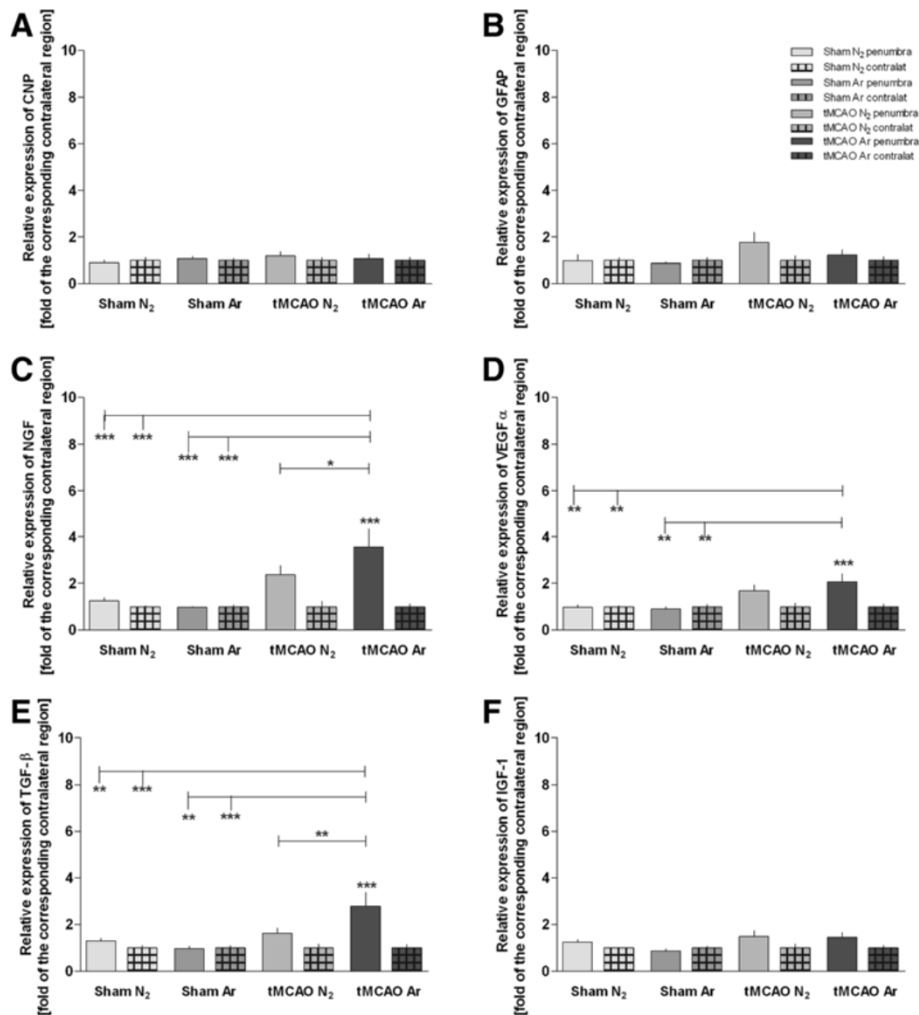 A
Relative expression of CNP
[fold of the corresponding contralateral region]
10
8
6
4
2
0
Sham N2
Sham Ar
tMCAO N2
tMCAO Ar
B
Relative expression of GFAP
[fold of the corresponding contralateral region]
10
8
6
4
2
0
Sham N2
Sham Ar
tMCAO N2
tMCAO Ar
Sham N2 penumbra
Sham N2 contralat
Sham Ar penumbra
Sham Ar contralat
tMCAO N2 penumbra
tMCAO N2 contralat
tMCAO Ar penumbra
tMCAO Ar contralat
C
Relative expression of NGF
[fold of the corresponding contralateral region]
10
8
6
4
2
0
*** ***
*** ***
*
***
Sham N2
Sham Ar
tMCAO N2
tMCAO Ar
D
Relative expression of VEGFα
[fold of the corresponding contralateral region]
10
8
6
4
2
0
** **
** **
***
Sham N2
Sham Ar
tMCAO N2
tMCAO Ar
E
Relative expression of TGF-β
[fold of the corresponding contralateral region]
10
8
6
4
2
0
** ***
** ***
**
***
Sham N2
Sham Ar
tMCAO N2
tMCAO Ar
F
Relative expression of IGF-1
[fold of the corresponding contralateral region]
10
8
6
4
2
0
Sham N2
Sham Ar
tMCAO N2
tMCAO Ar